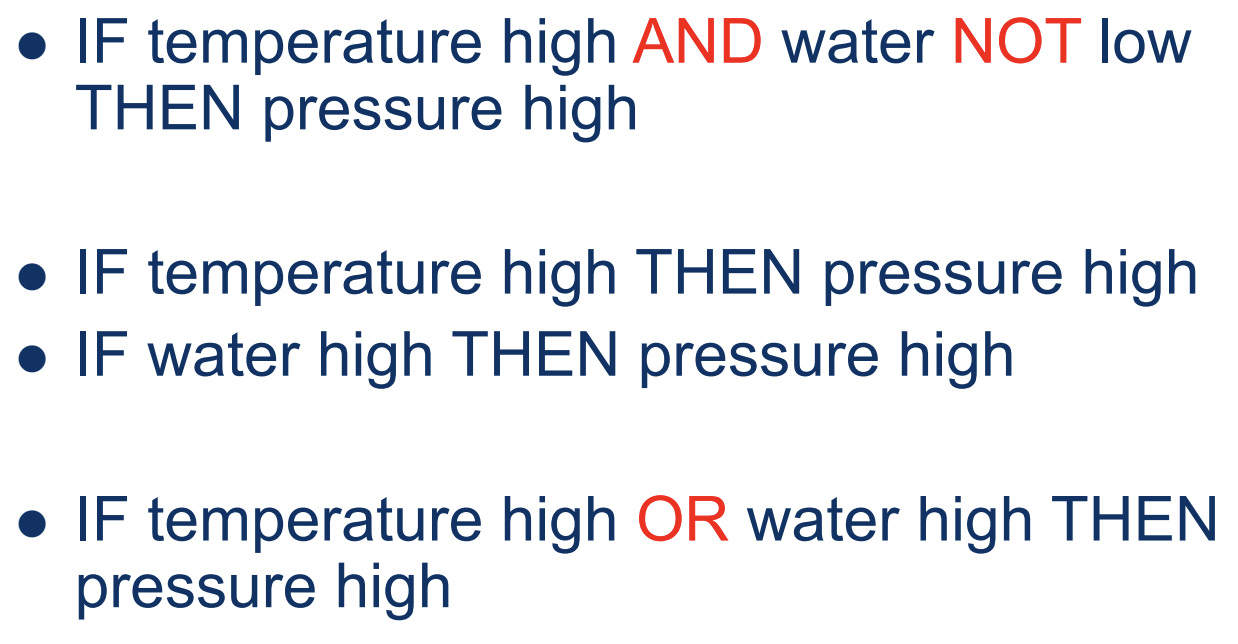 ● IF temperature high AND water NOT low
THEN pressure high
● IF temperature high THEN pressure high
● IF water high THEN pressure high
● IF temperature high OR water high THEN
pressure high